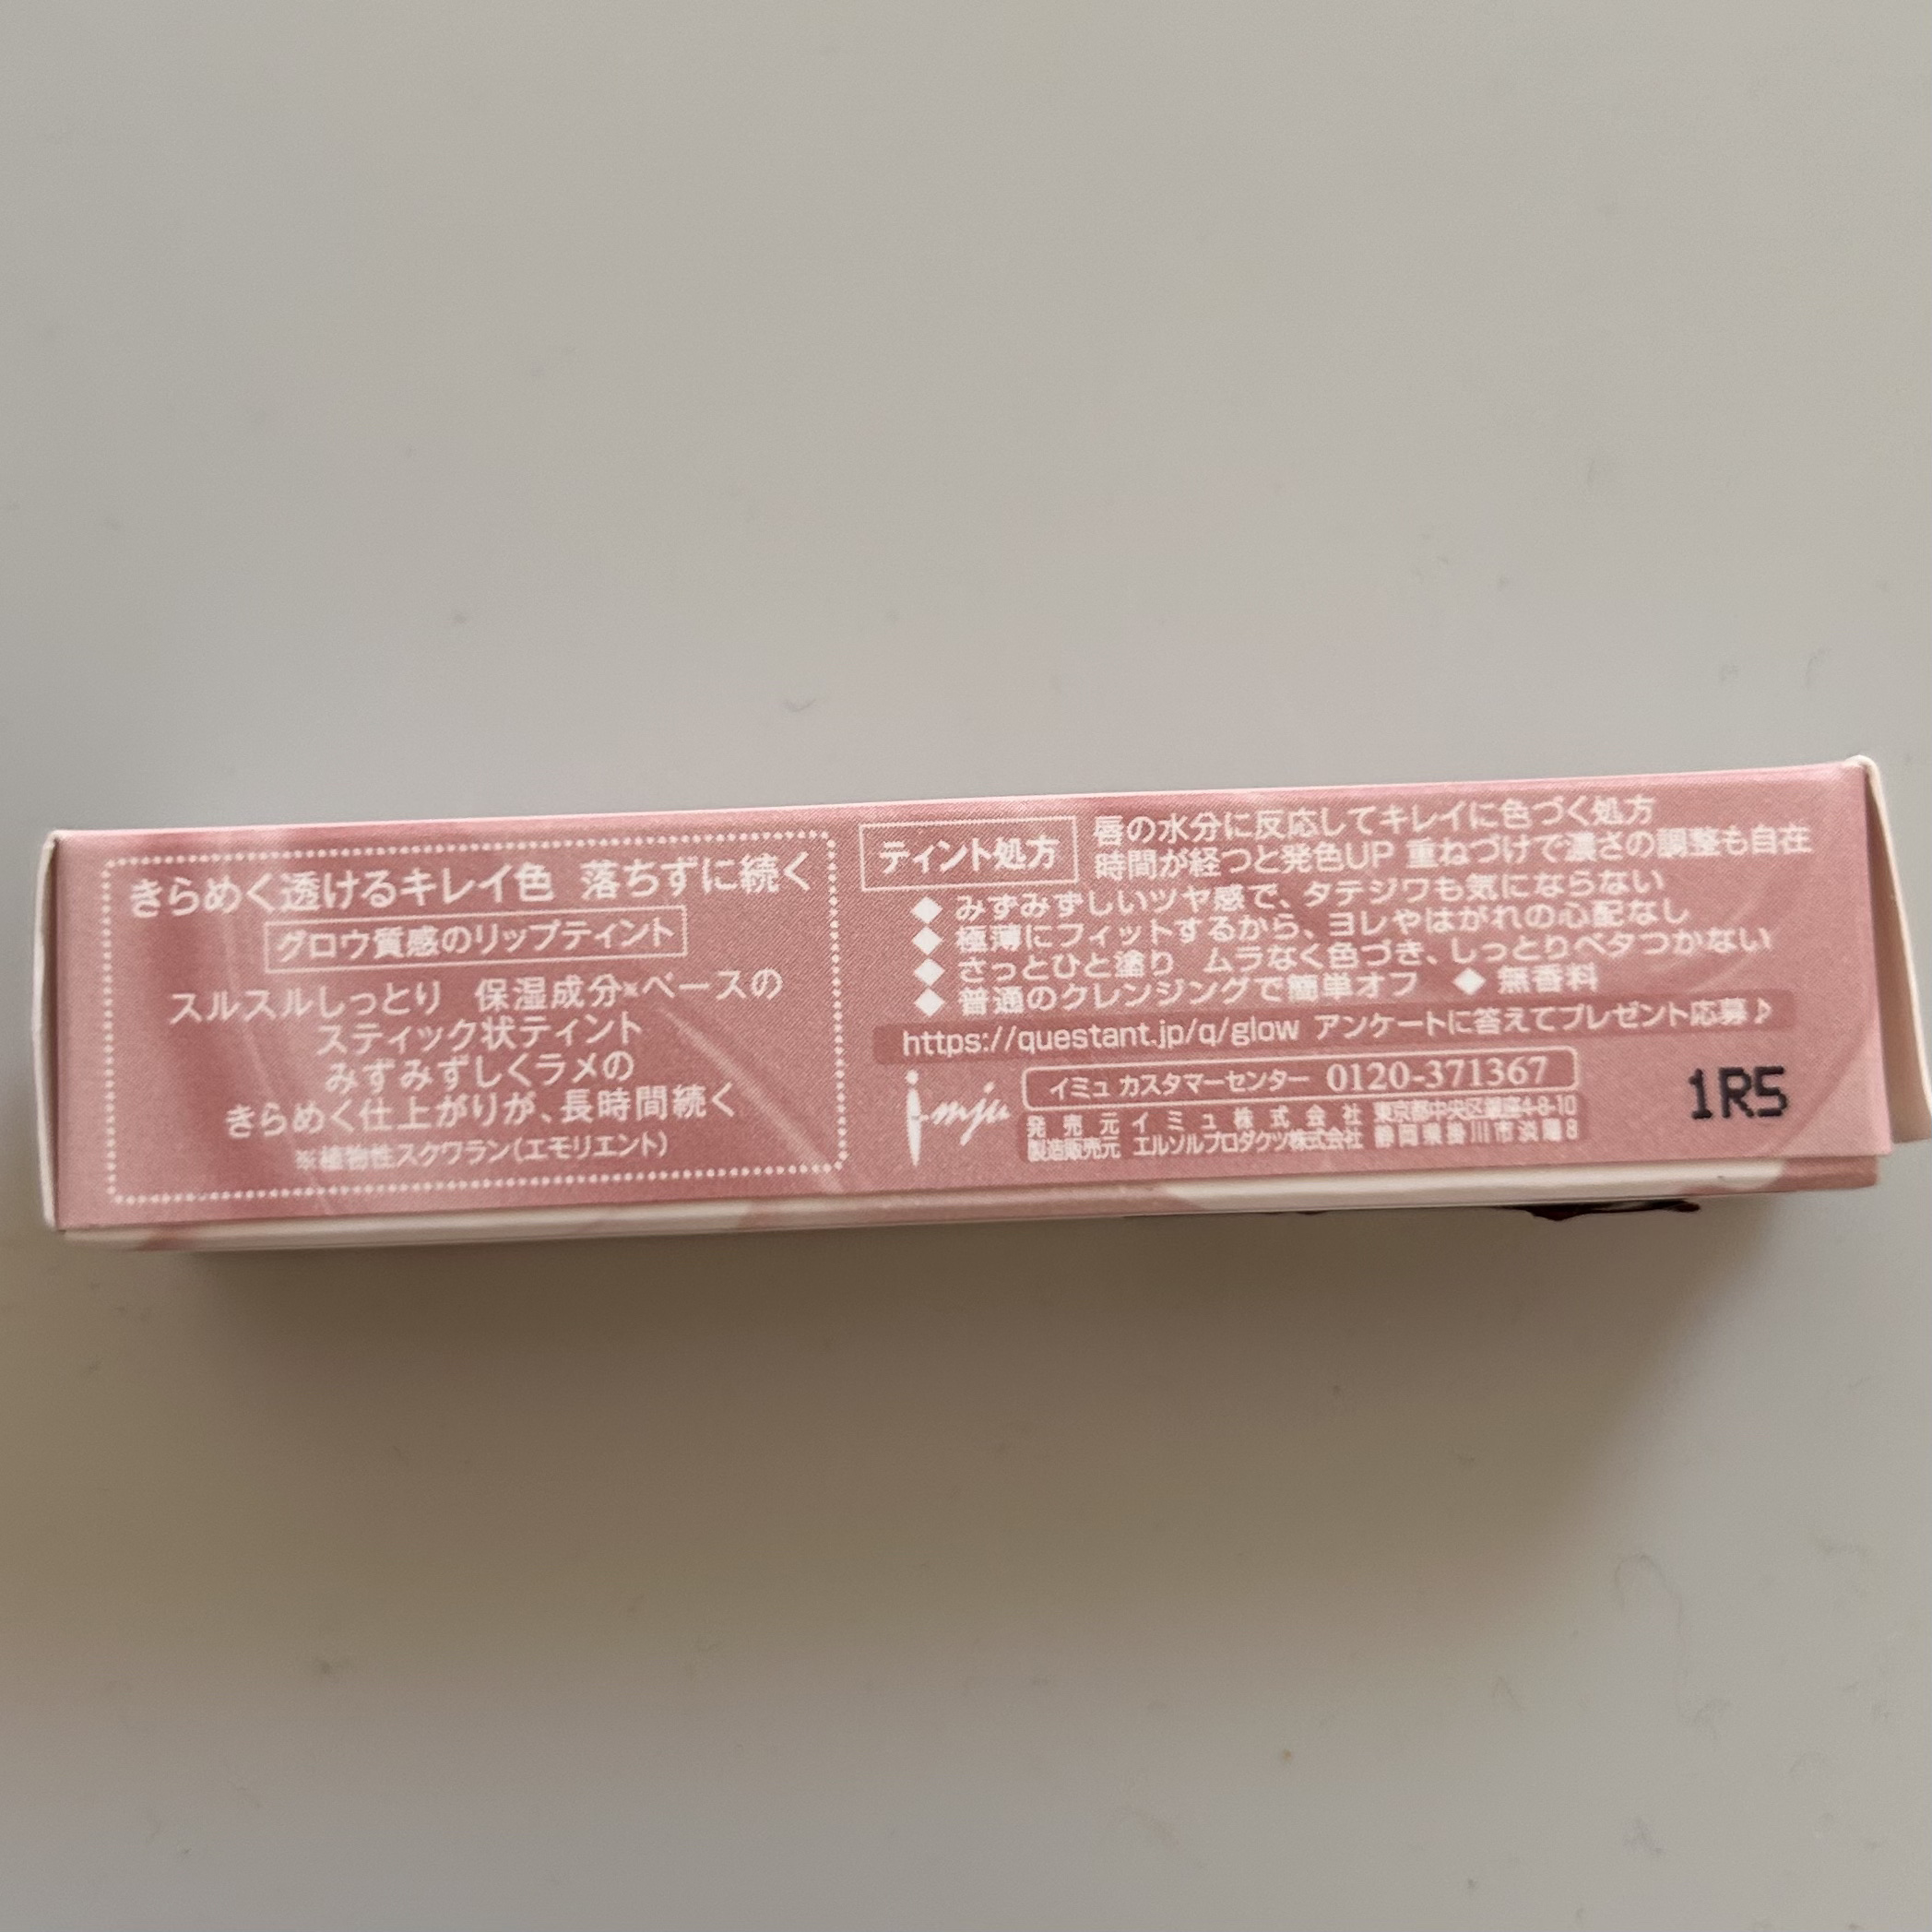 きらめく透けるキレイ色 落ちずに続く
グロウ質感のリップティント
スルスルしっとり 保湿成分※ベースの
スティック状ティント
みずみずしくラメの
きらめく仕上がりが、長時間続く
※植物性スクワラン(エモリエント)
ティント処方
唇の水分に反応してキレイに色づく処方
時間が経つと発色UP 重ねづけで濃さの調整も自在
◆ みずみずしいツヤ感で、タテジワも気にならない
◆ 極薄にフィットするから、ヨレやはがれの心配なし
◆ さっとひと塗り ムラなく色づき、しっとりベタつかない
◆ 普通のクレンジングで簡単オフ ◆ 無香料
https://questant.jp/q/glow アンケートに答えてプレゼント応募♪
i-mju
イミュ カスタマーセンター 0120-371367
発売元 イミュ株式会社 東京都中央区銀座4-8-10
製造販売元 エルソルプロダクツ株式会社 静岡県掛川市淡陽8
1R5